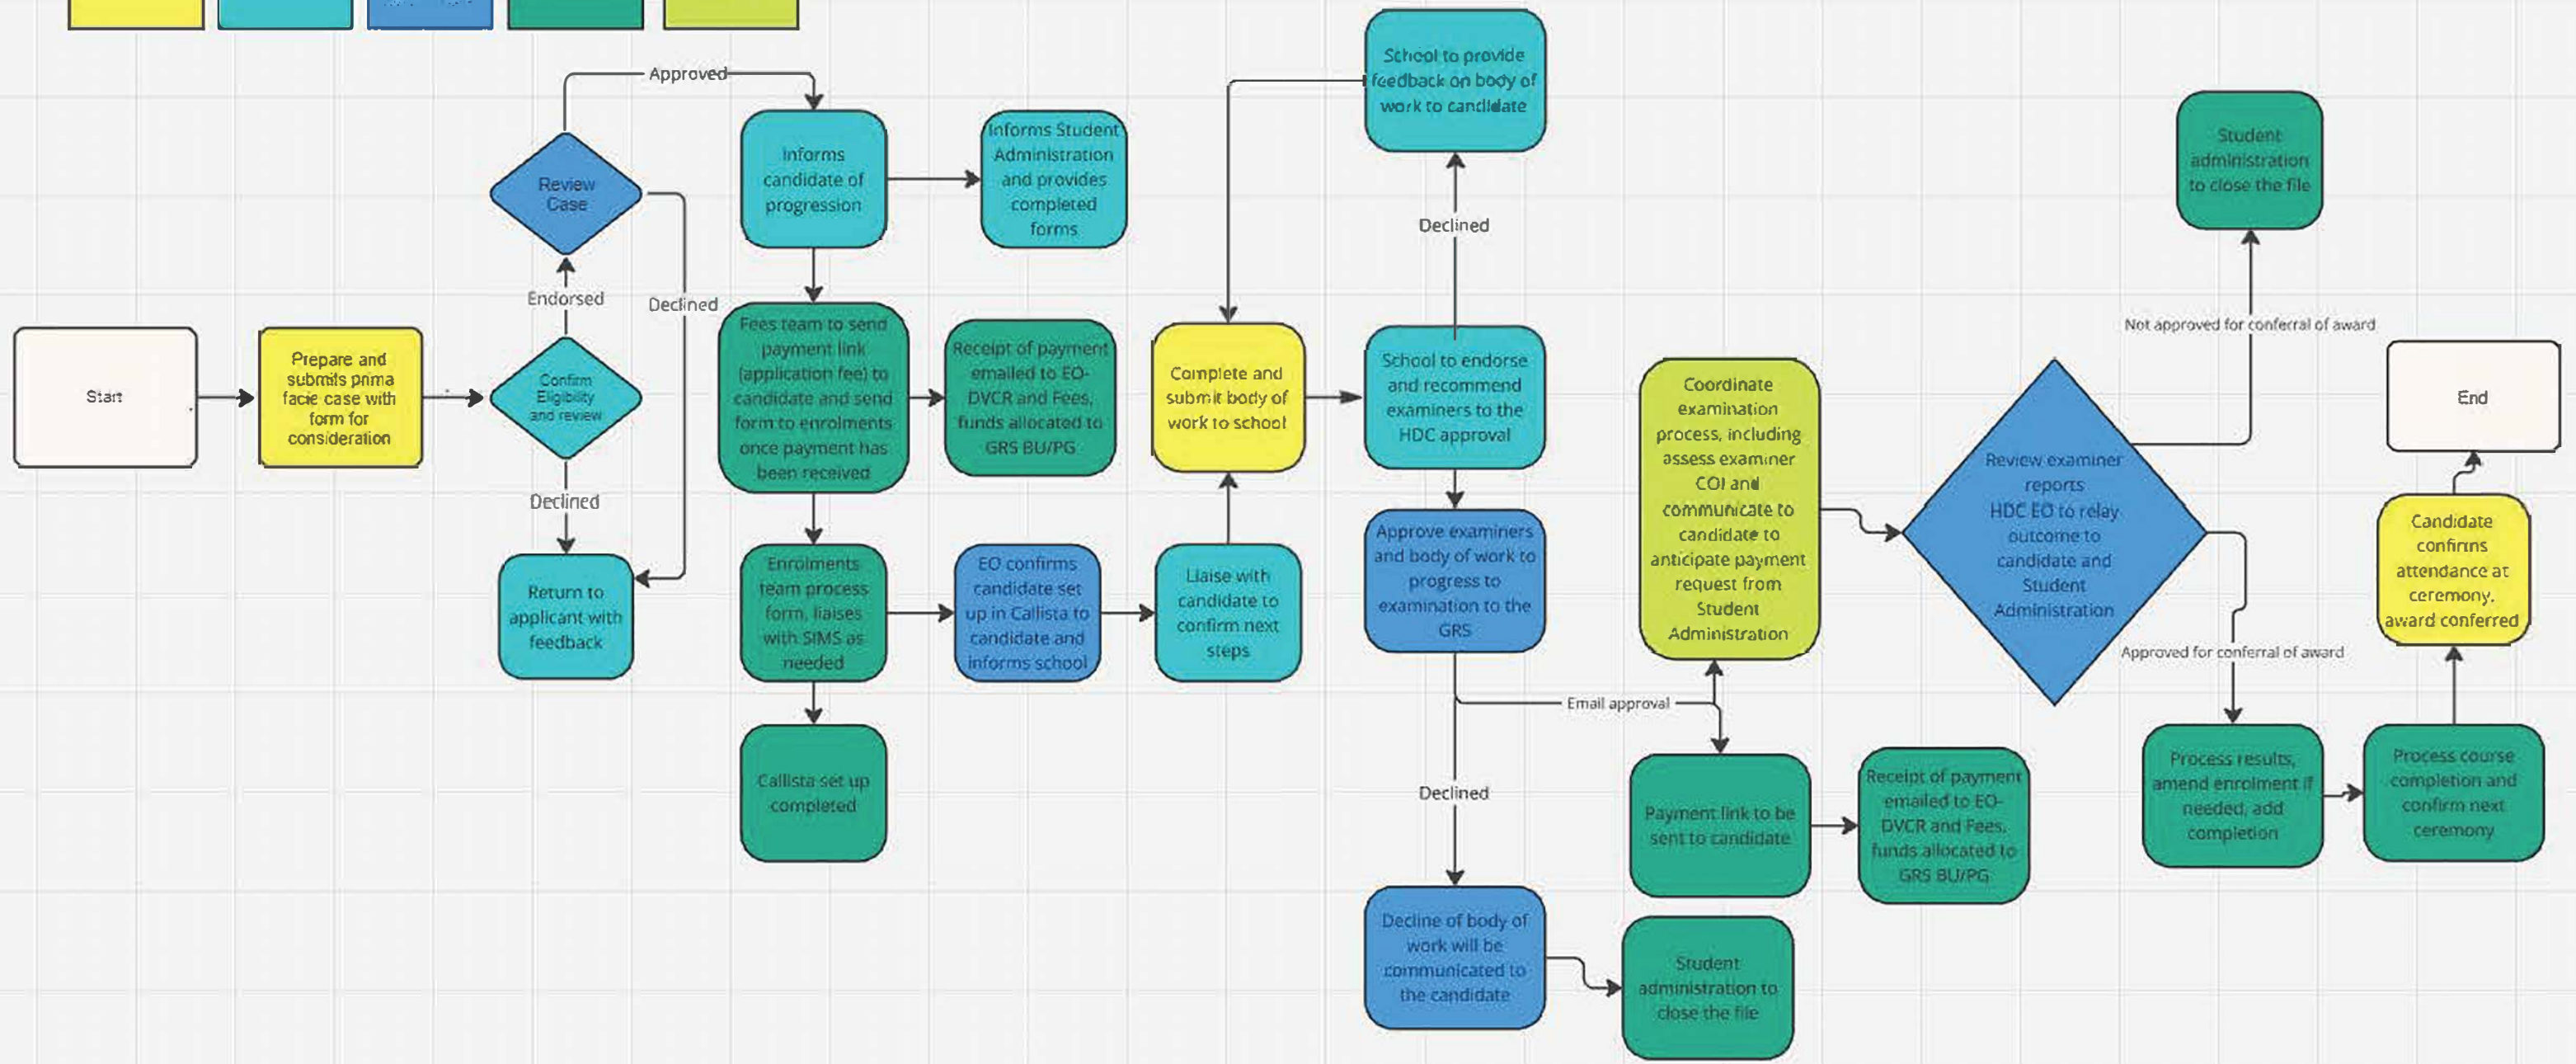 Start
Prepare and
submits prima
facie case with
form for
consideration
Confirm
Eligibility
and review
Endorsed
Review
Case
Approved
Declined
Declined
Return to
applicant with
feedback
Informs
candidate of
progression
Informs Student
Administration
and provides
completed
forms
Fees team to send
payment link
(application fee) to
candidate and send
form to enrolments
once payment has
been received
Receipt of payment
emailed to EO-
DVCR and Fees,
funds allocated to
GRS BU/PG
Enrolments
team process
form, liaises
with SIMS as
needed
Callista set up
completed
EO confirms
candidate set
up in Callista to
candidate and
informs school
Liaise with
candidate to
confirm next
steps
Complete and
submit body of
work to school
School to endorse
and recommend
examiners to the
HDC approval
Declined
School to provide
feedback on body of
work to candidate
Approve examiners
and body of work to
progress to
examination to the
GRS
Email approval
Declined
Decline of body of
work will be
communicated to
the candidate
Student
administration to
close the file
Coordinate
examination
process, including
assess examiner
COI and
communicate to
candidate to
anticipate payment
request from
Student
Administration
Payment link to be
sent to candidate
Receipt of payment
emailed to EO-
DVCR and Fees,
funds allocated to
GRS BU/PG
Review examiner
reports
HDC EO to relay
outcome to
candidate and
Student
Administration
Not approved for conferral of award
Student
administration
to close the file
Approved for conferral of award
Process results,
amend enrolment if
needed, add
completion
Process course
completion and
confirm next
ceremony
Candidate
confirms
attendance at
ceremony,
award conferred
End